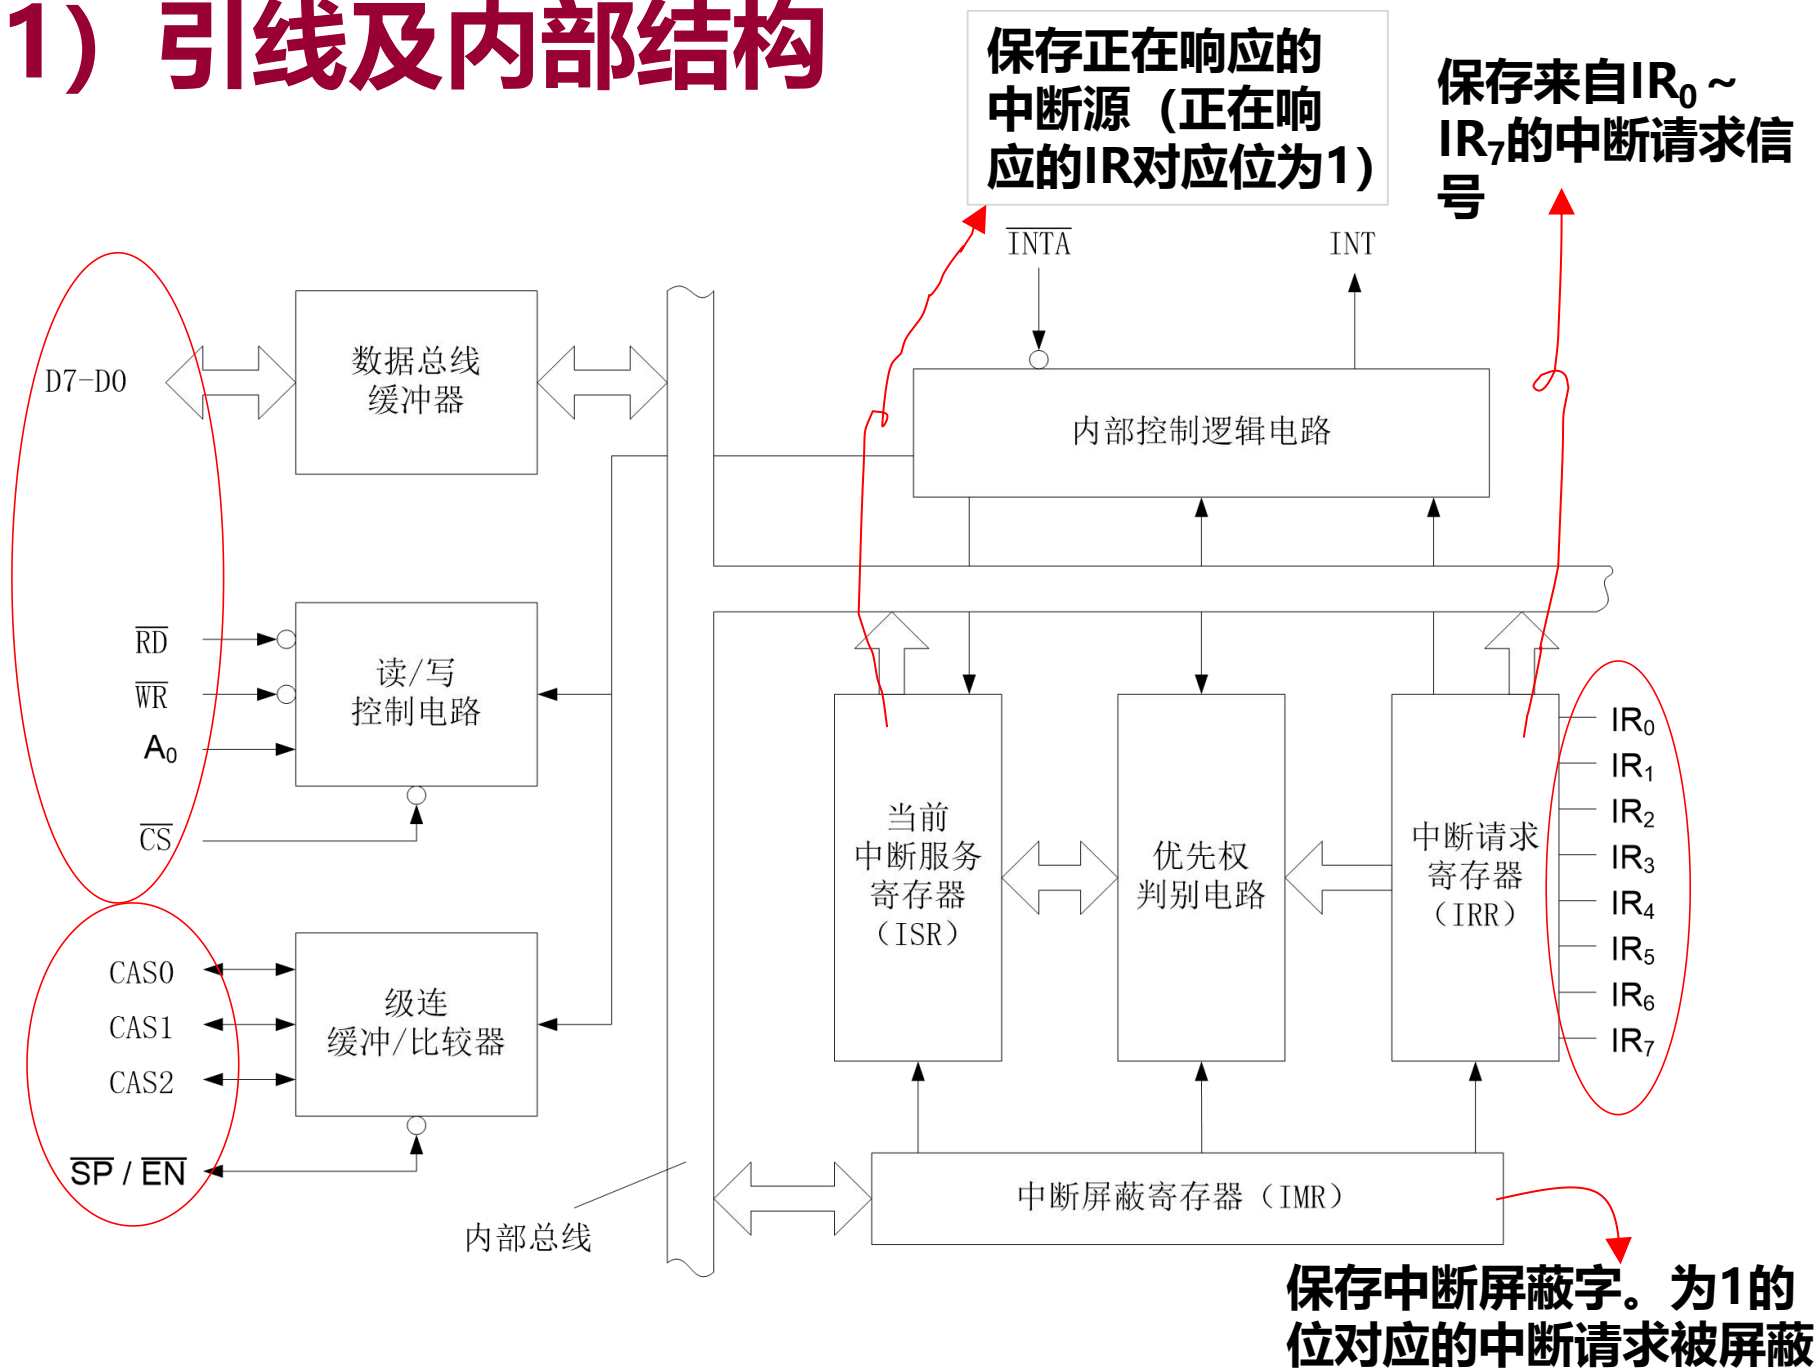 1）引线及内部结构
保存正在响应的
中断源（正在响
应的IR对应位为1）
保存来自IR₀～
IR₇的中断请求信
号
INTA
INT
D7-D0
数据总线
缓冲器
内部控制逻辑电路
RD
WR
A₀
CS
读/写
控制电路
CAS0
CAS1
CAS2
SP / EN
级连
缓冲/比较器
内部总线
当前
中断服务
寄存器
（ISR）
优先权
判别电路
中断请求
寄存器
（IRR）
IR₀
IR₁
IR₂
IR₃
IR₄
IR₅
IR₆
IR₇
中断屏蔽寄存器（IMR）
保存中断屏蔽字。为1的
位对应的中断请求被屏蔽